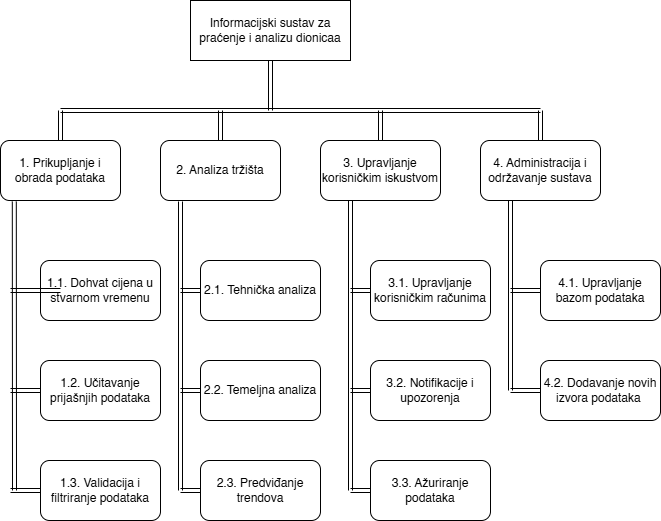 Informacijski sustav za
praćenje i analizu dionicaa
1. Prikupljanje i
obrada podataka
2. Analiza tržišta
3. Upravljanje
korisničkim iskustvom
4. Administracija i
održavanje sustava
1.1. Dohvat cijena u
stvarnom vremenu
2.1. Tehnička analiza
3.1. Upravljanje
korisničkim računima
4.1. Upravljanje
bazom podataka
1.2. Učitavanje
prijašnjih podataka
2.2. Temeljna analiza
3.2. Notifikacije i
upozorenja
4.2. Dodavanje novih
izvora podataka
1.3. Validacija i
filtriranje podataka
2.3. Predviđanje
trendova
3.3. Ažuriranje
podataka